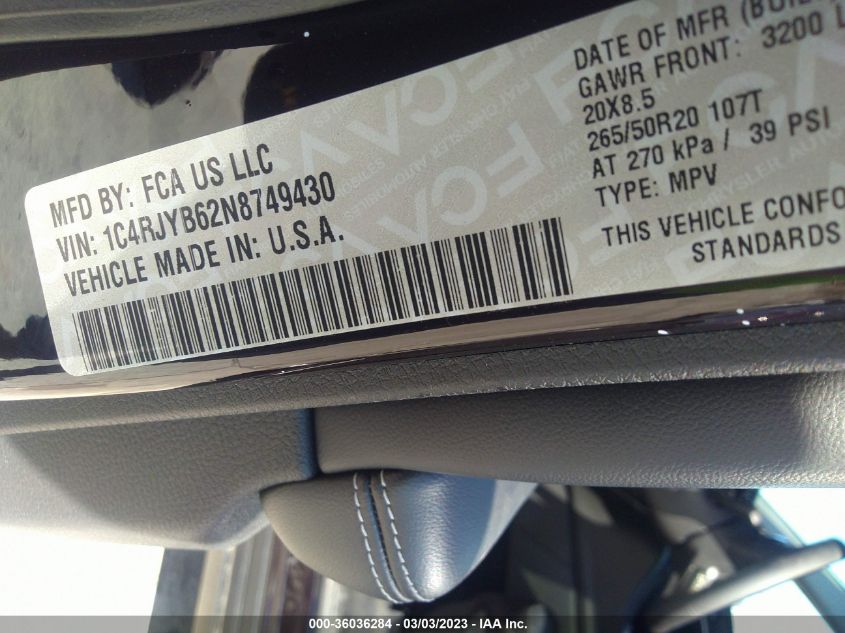 MFD BY: FCA US LLC
VIN: 1C4RJYB62N8749430
VEHICLE MADE IN: U.S.A.
DATE OF MFR (BUIL
GAWR FRONT: 3200 L
20X8.5
265/50R20 107T
AT 270 kPa / 39 PSI
TYPE: MPV
THIS VEHICLE CONFO
STANDARDS
000-36036284 - 03/03/2023 - IAA Inc.